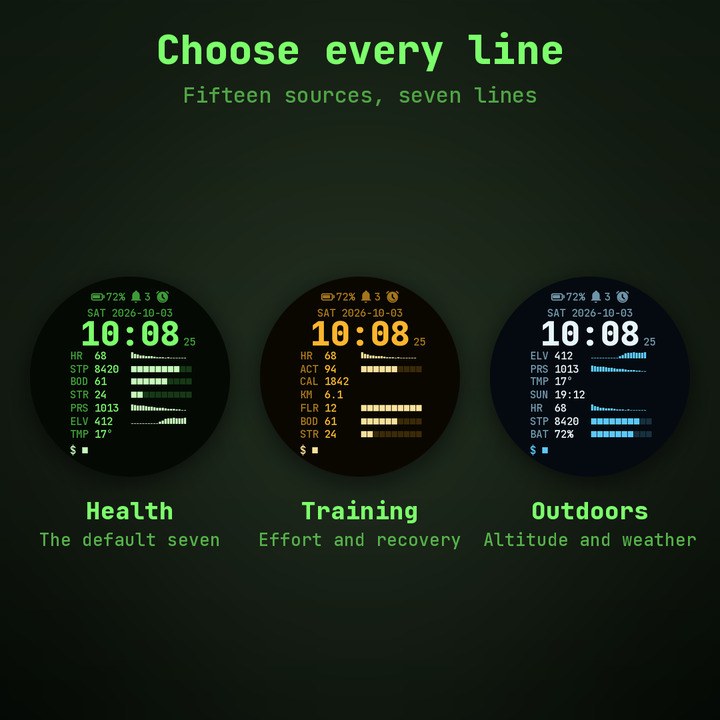 Choose every line
Fifteen sources, seven lines
72% 3
SAT 2026-10-03
10:08 25
HR 68
STP 8420
BOD 61
STR 24
PRS 1013
ELV 412
TMP 17°
$
Health
The default seven
72% 3
SAT 2026-10-03
10:08 25
HR 68
ACT 94
CAL 1842
KM 6.1
FLR 12
BOD 61
STR 24
$
Training
Effort and recovery
72% 3
SAT 2026-10-03
10:08 25
ELV 412
PRS 1013
TMP 17°
SUN 19:12
HR 68
STP 8420
BAT 72%
$
Outdoors
Altitude and weather